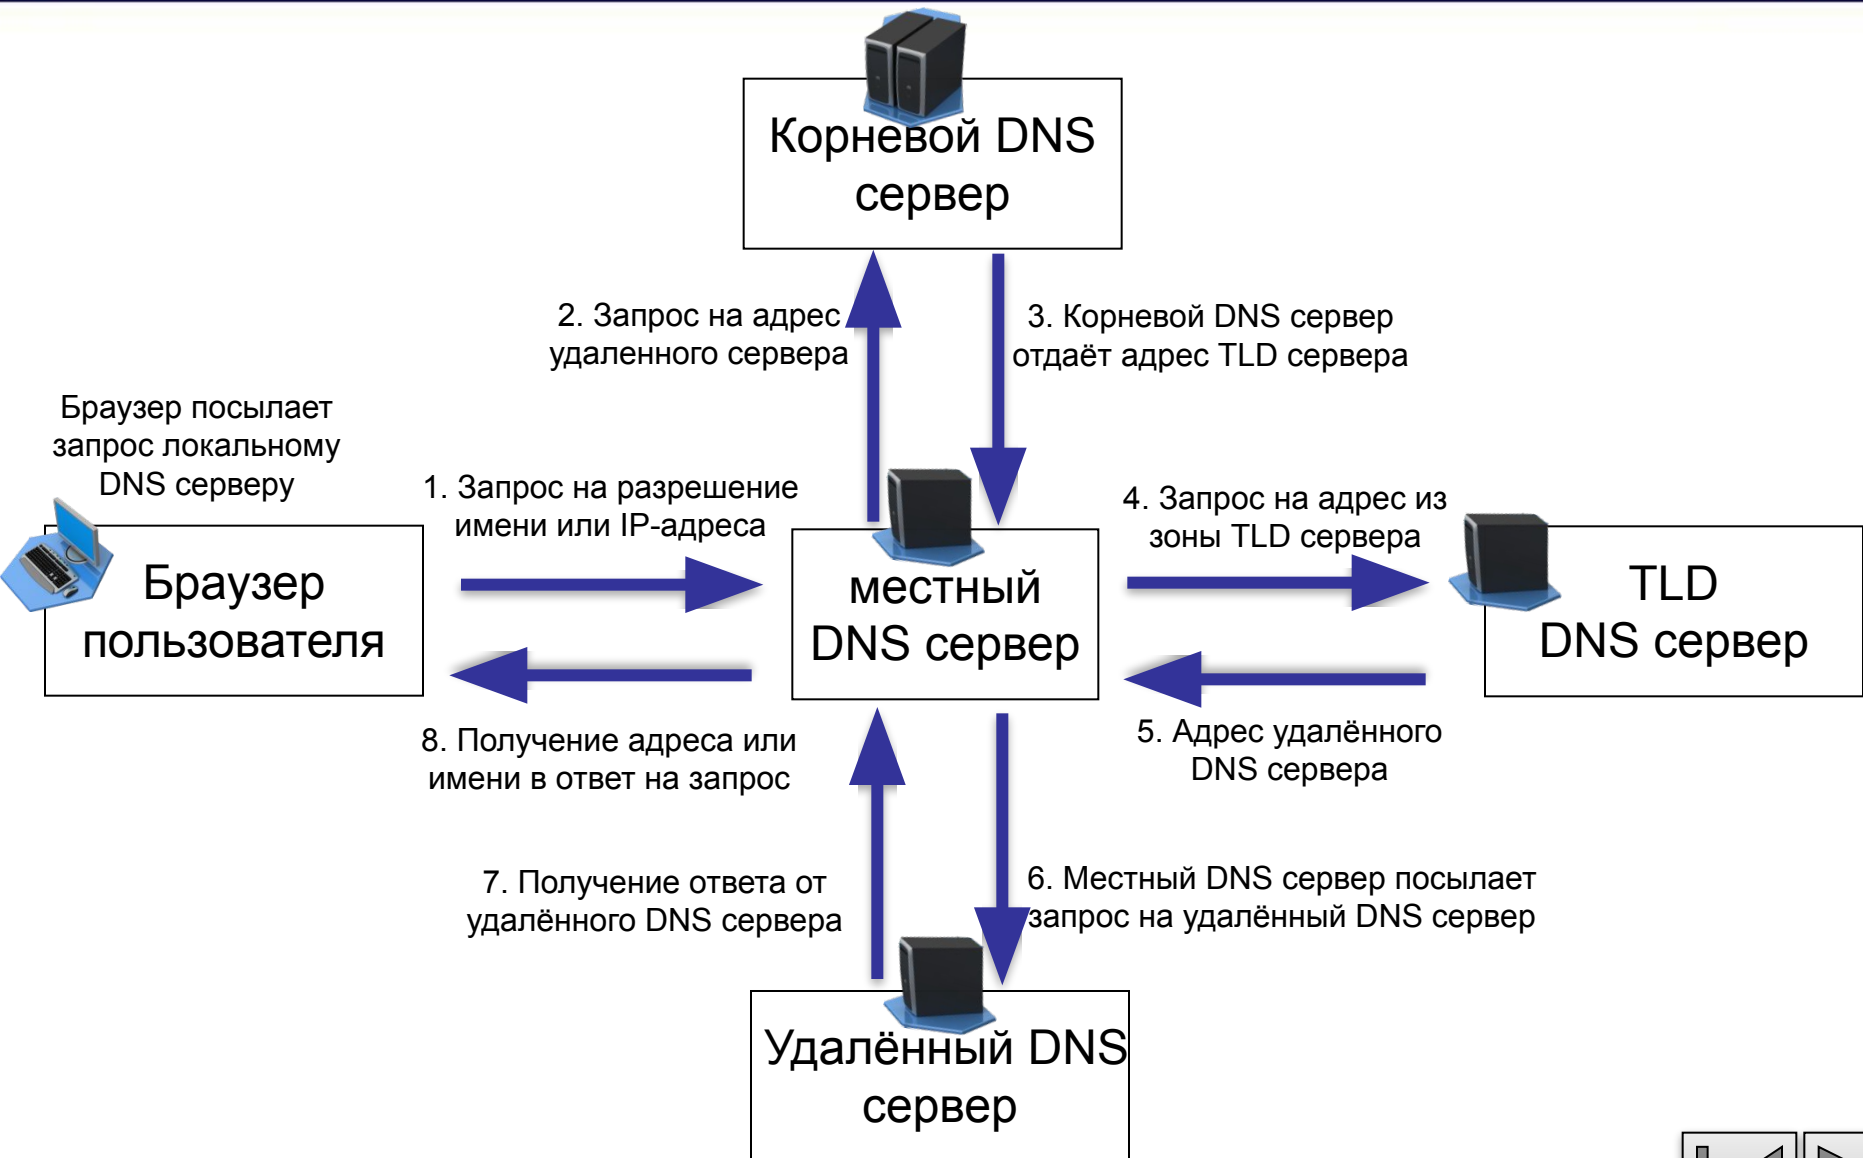 Корневой DNS
сервер
2. Запрос на адрес
удаленного сервера
3. Корневой DNS сервер
отдаёт адрес TLD сервера
Браузер посылает
запрос локальному
DNS серверу
1. Запрос на разрешение
имени или IP-адреса
4. Запрос на адрес из
зоны TLD сервера
Браузер
пользователя
местный
DNS сервер
TLD
DNS сервер
8. Получение адреса или
имени в ответ на запрос
5. Адрес удалённого
DNS сервера
7. Получение ответа от
удалённого DNS сервера
6. Местный DNS сервер посылает
запрос на удалённый DNS сервер
Удалённый DNS
сервер